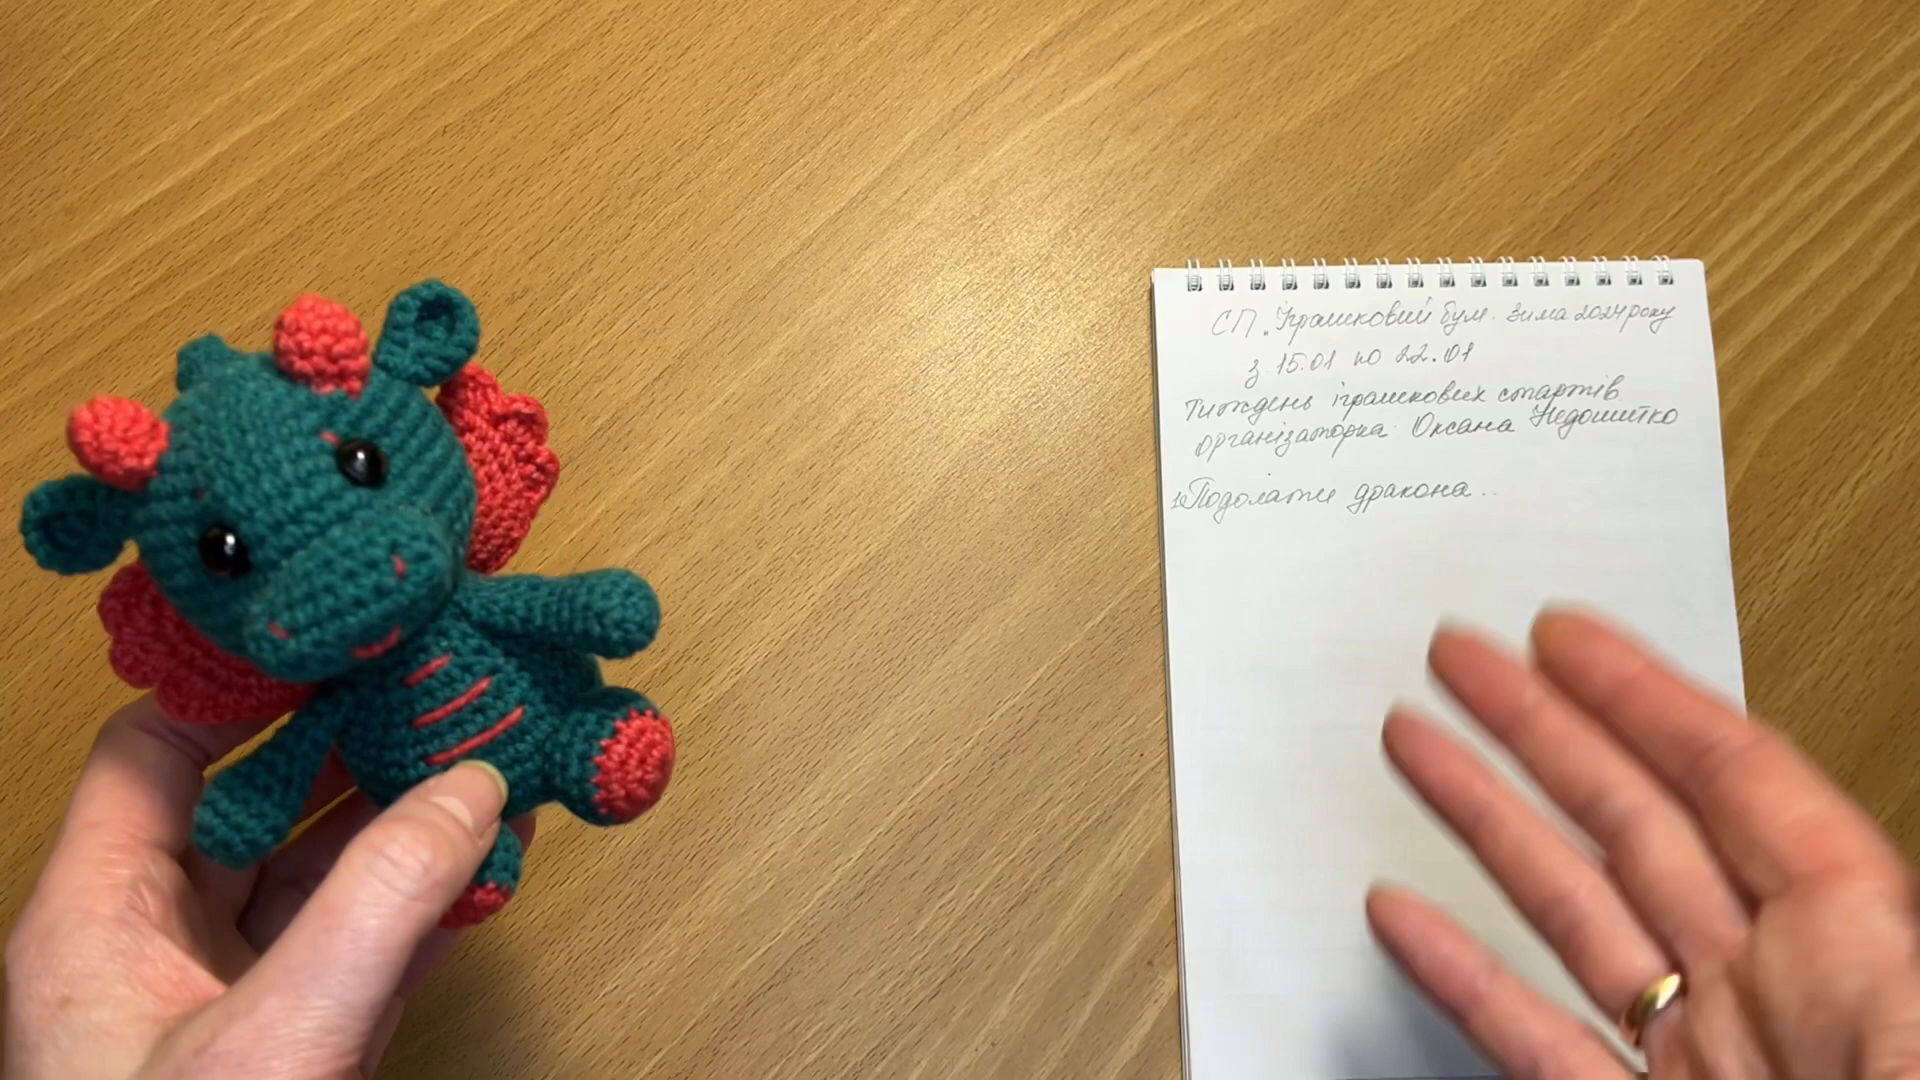 СП „Іграшковий бум. Зима 2024 року
з 15.01 по 22.01
Тиждень іграшкових стартів
організаторка Оксана Недошитко
1. Подолати дракона...